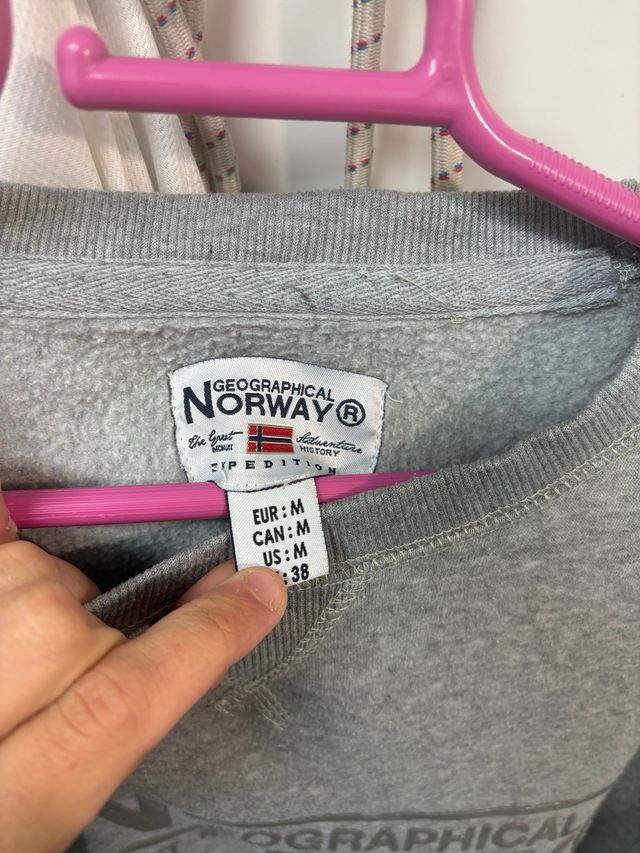 GEOGRAPHICAL
NORWAY®
The Great Adventure
HISTORY
EXPEDITION
EUR : M
CAN : M
US : M
: 38
OGRAPHICAL